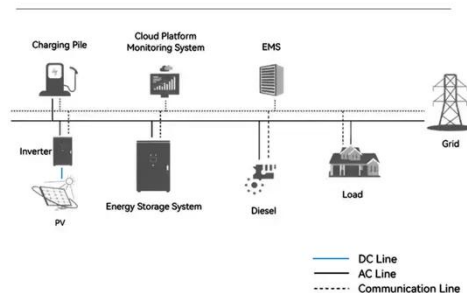 Charging Pile
Cloud Platform
Monitoring System
EMS
Grid
Inverter
PV
Energy Storage System
Diesel
Load
DC Line
AC Line
Communication Line